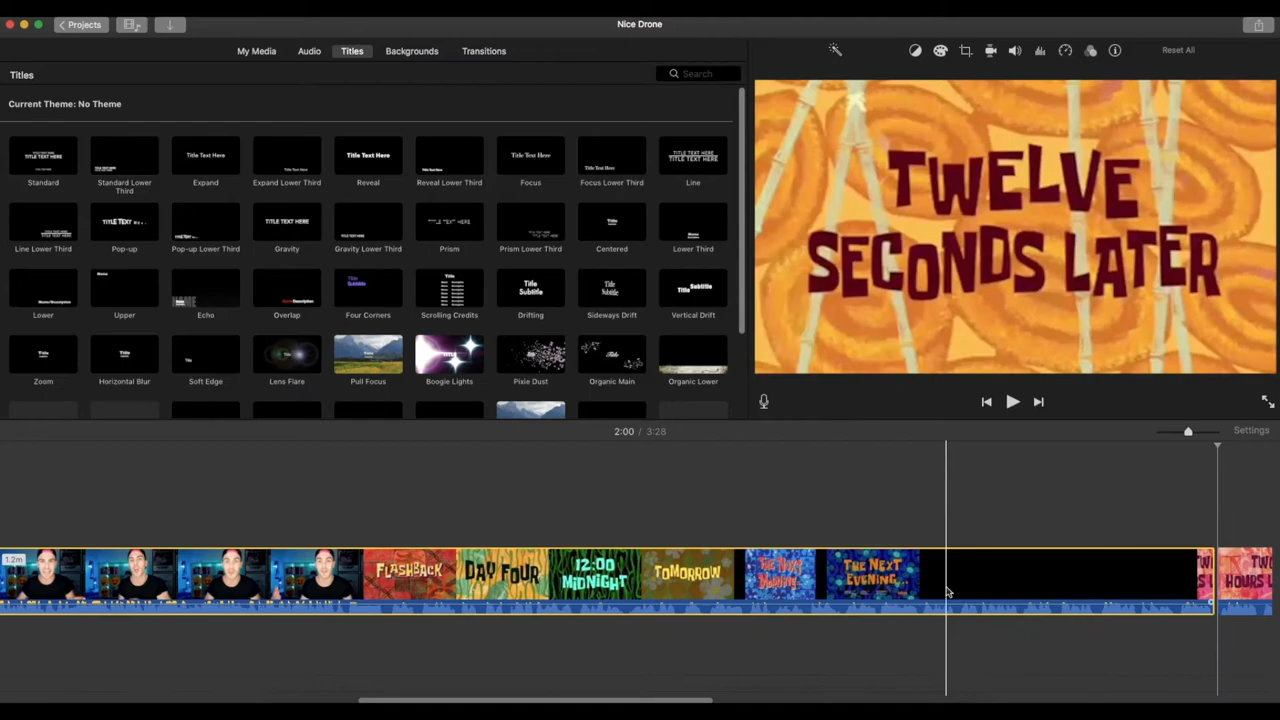 Projects
Nice Drone
My Media
Audio
Titles
Backgrounds
Transitions
Reset All
Titles
Search
Current Theme: No Theme
TWELVE
SECONDS LATER
Standard
Standard Lower
Third
Expand
Expand Lower Third
Reveal
Reveal Lower Third
Focus
Focus Lower Third
Line
Line Lower Third
Pop-up
Pop-up Lower Third
Gravity
Gravity Lower Third
Prism
Prism Lower Third
Centered
Lower Third
Lower
Upper
Echo
Overlap
Four Corners
Scrolling Credits
Drifting
Sideways Drift
Vertical Drift
Zoom
Horizontal Blur
Soft Edge
Lens Flare
Pull Focus
Boogie Lights
Pixie Dust
Organic Main
Organic Lower
2:00 / 3:28
Settings
1.2m
FLASHBACK
DAY FOUR
12:00
MIDNIGHT
TOMORROW
THE NEXT
MORNING...
THE NEXT
EVENING...